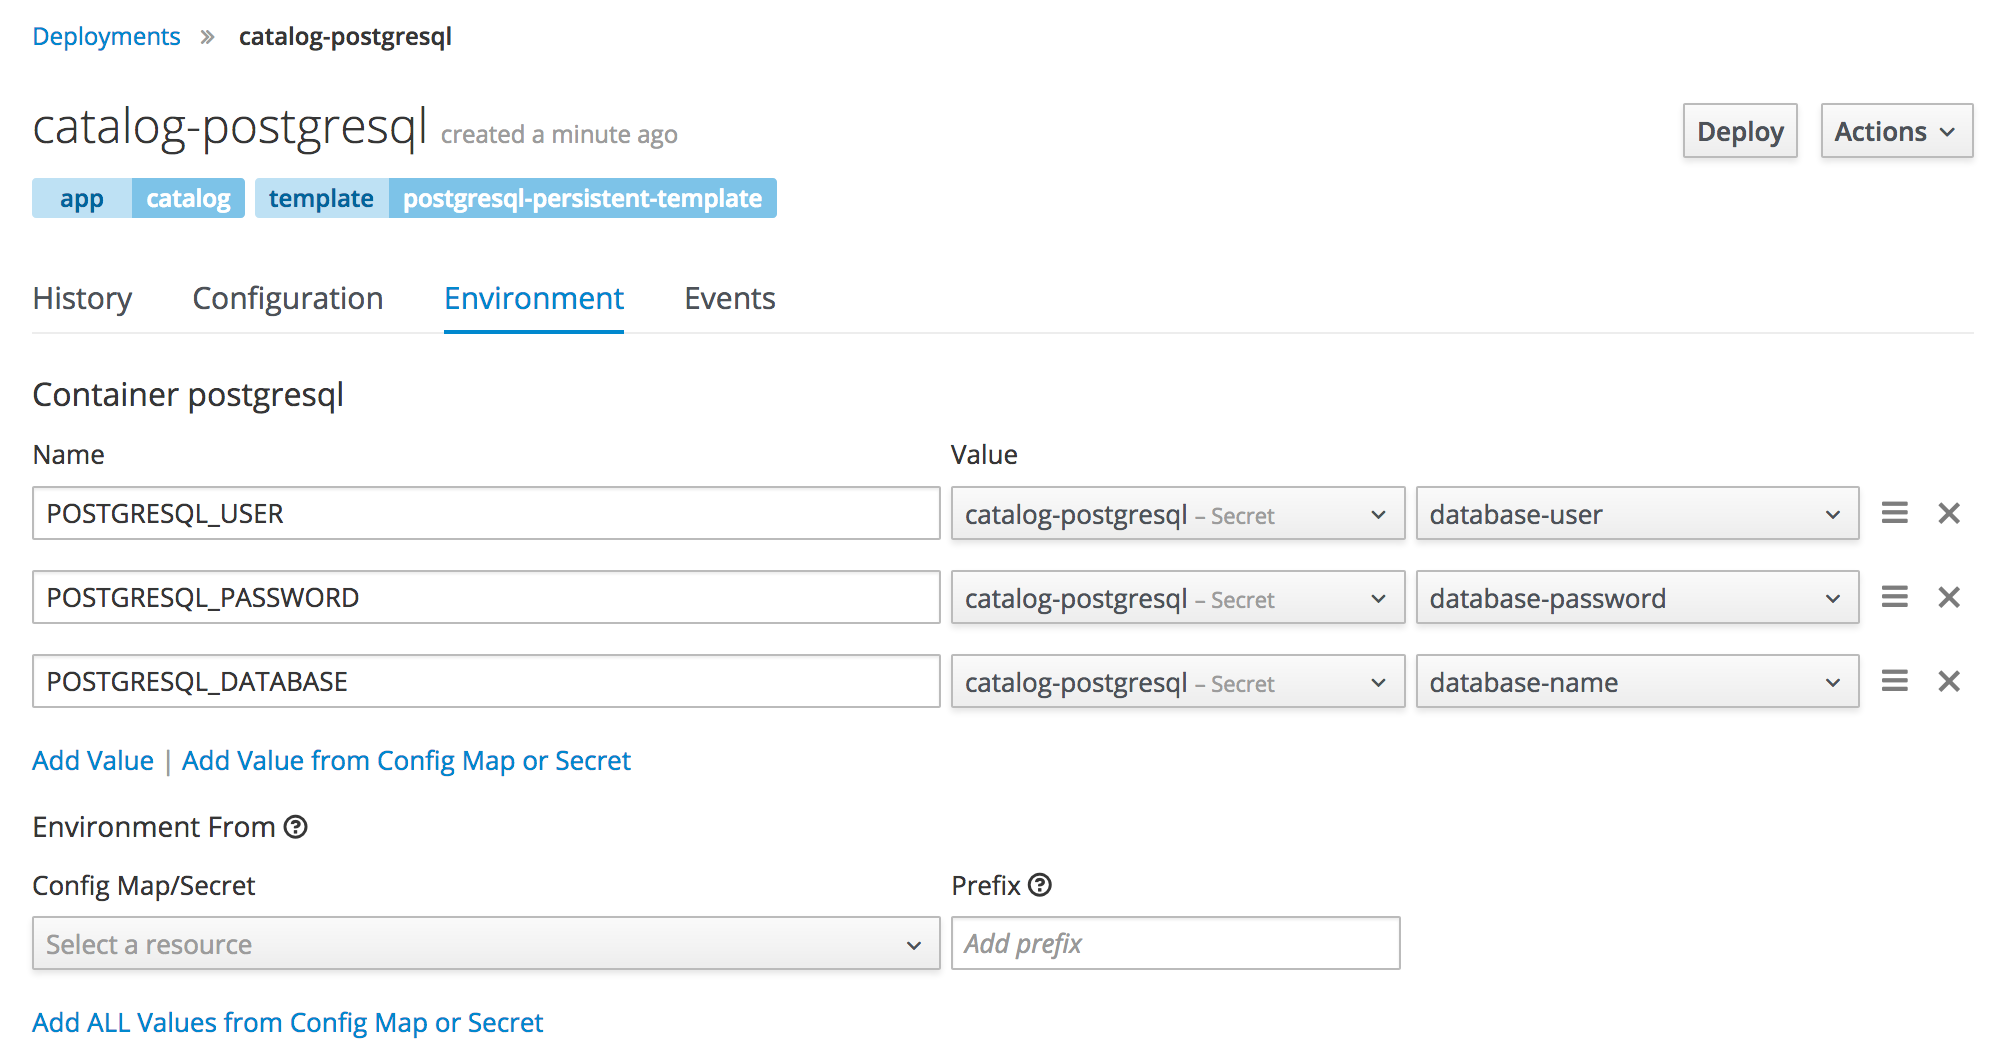 Deployments » catalog-postgresql
catalog-postgresql created a minute ago
Deploy Actions
app catalog template postgresql-persistent-template
History Configuration Environment Events
Container postgresql
Name Value
POSTGRESQL_USER catalog-postgresql – Secret database-user
POSTGRESQL_PASSWORD catalog-postgresql – Secret database-password
POSTGRESQL_DATABASE catalog-postgresql – Secret database-name
Add Value | Add Value from Config Map or Secret
Environment From ?
Config Map/Secret Prefix ?
Select a resource Add prefix
Add ALL Values from Config Map or Secret